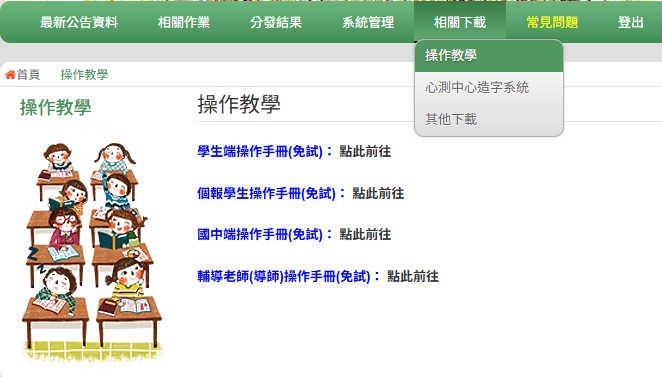 最新公告資料 相關作業 分發結果 系統管理 相關下載 常見問題 登出
操作教學
心測中心造字系統
其他下載
首頁 操作教學
操作教學
操作教學
學生端操作手冊(免試)： 點此前往
個報學生操作手冊(免試)： 點此前往
國中端操作手冊(免試)： 點此前往
輔導老師(導師)操作手冊(免試)： 點此前往
Z
Z
Z